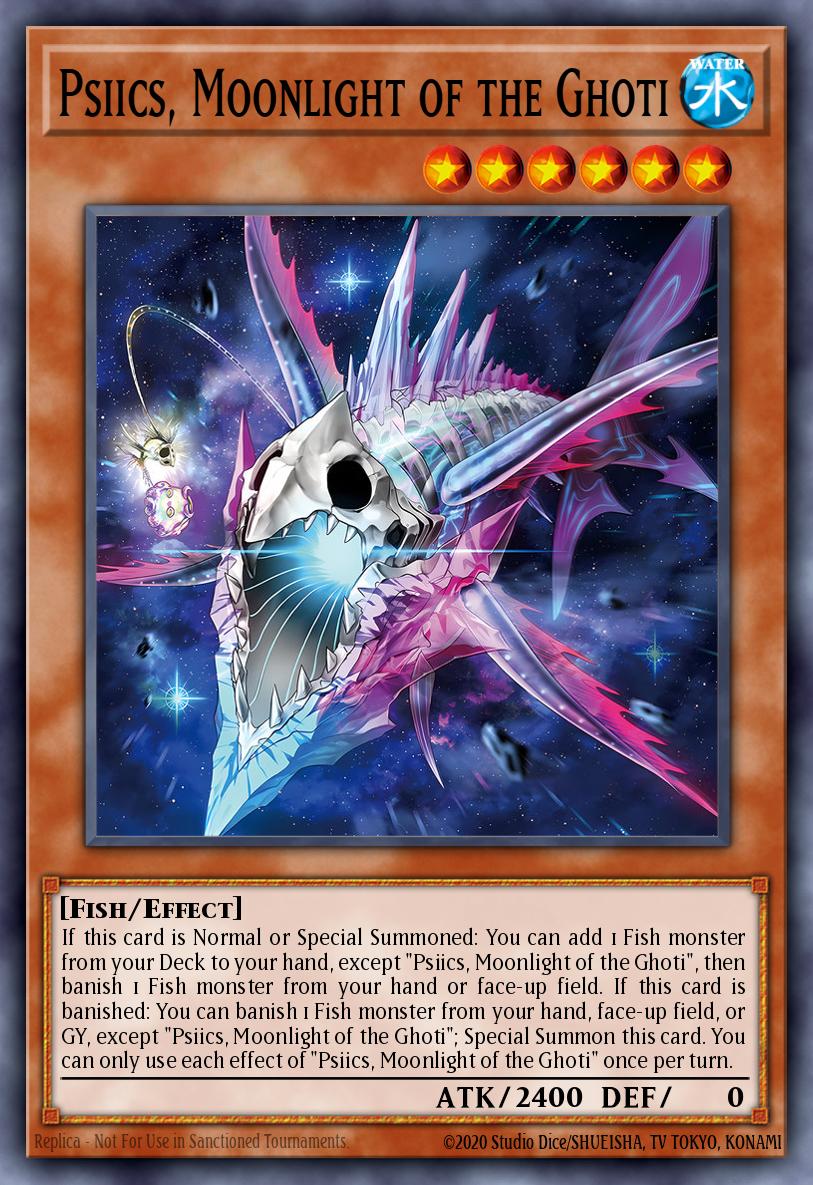 Psiics, Moonlight of the Ghoti
WATER
水
[Fish/Effect]
If this card is Normal or Special Summoned: You can add 1 Fish monster
from your Deck to your hand, except "Psiics, Moonlight of the Ghoti", then
banish 1 Fish monster from your hand or face-up field. If this card is
banished: You can banish 1 Fish monster from your hand, face-up field, or
GY, except "Psiics, Moonlight of the Ghoti"; Special Summon this card. You
can only use each effect of "Psiics, Moonlight of the Ghoti" once per turn.
ATK/2400 DEF/ 0
Replica - Not For Use in Sanctioned Tournaments. ©2020 Studio Dice/SHUEISHA, TV TOKYO, KONAMI